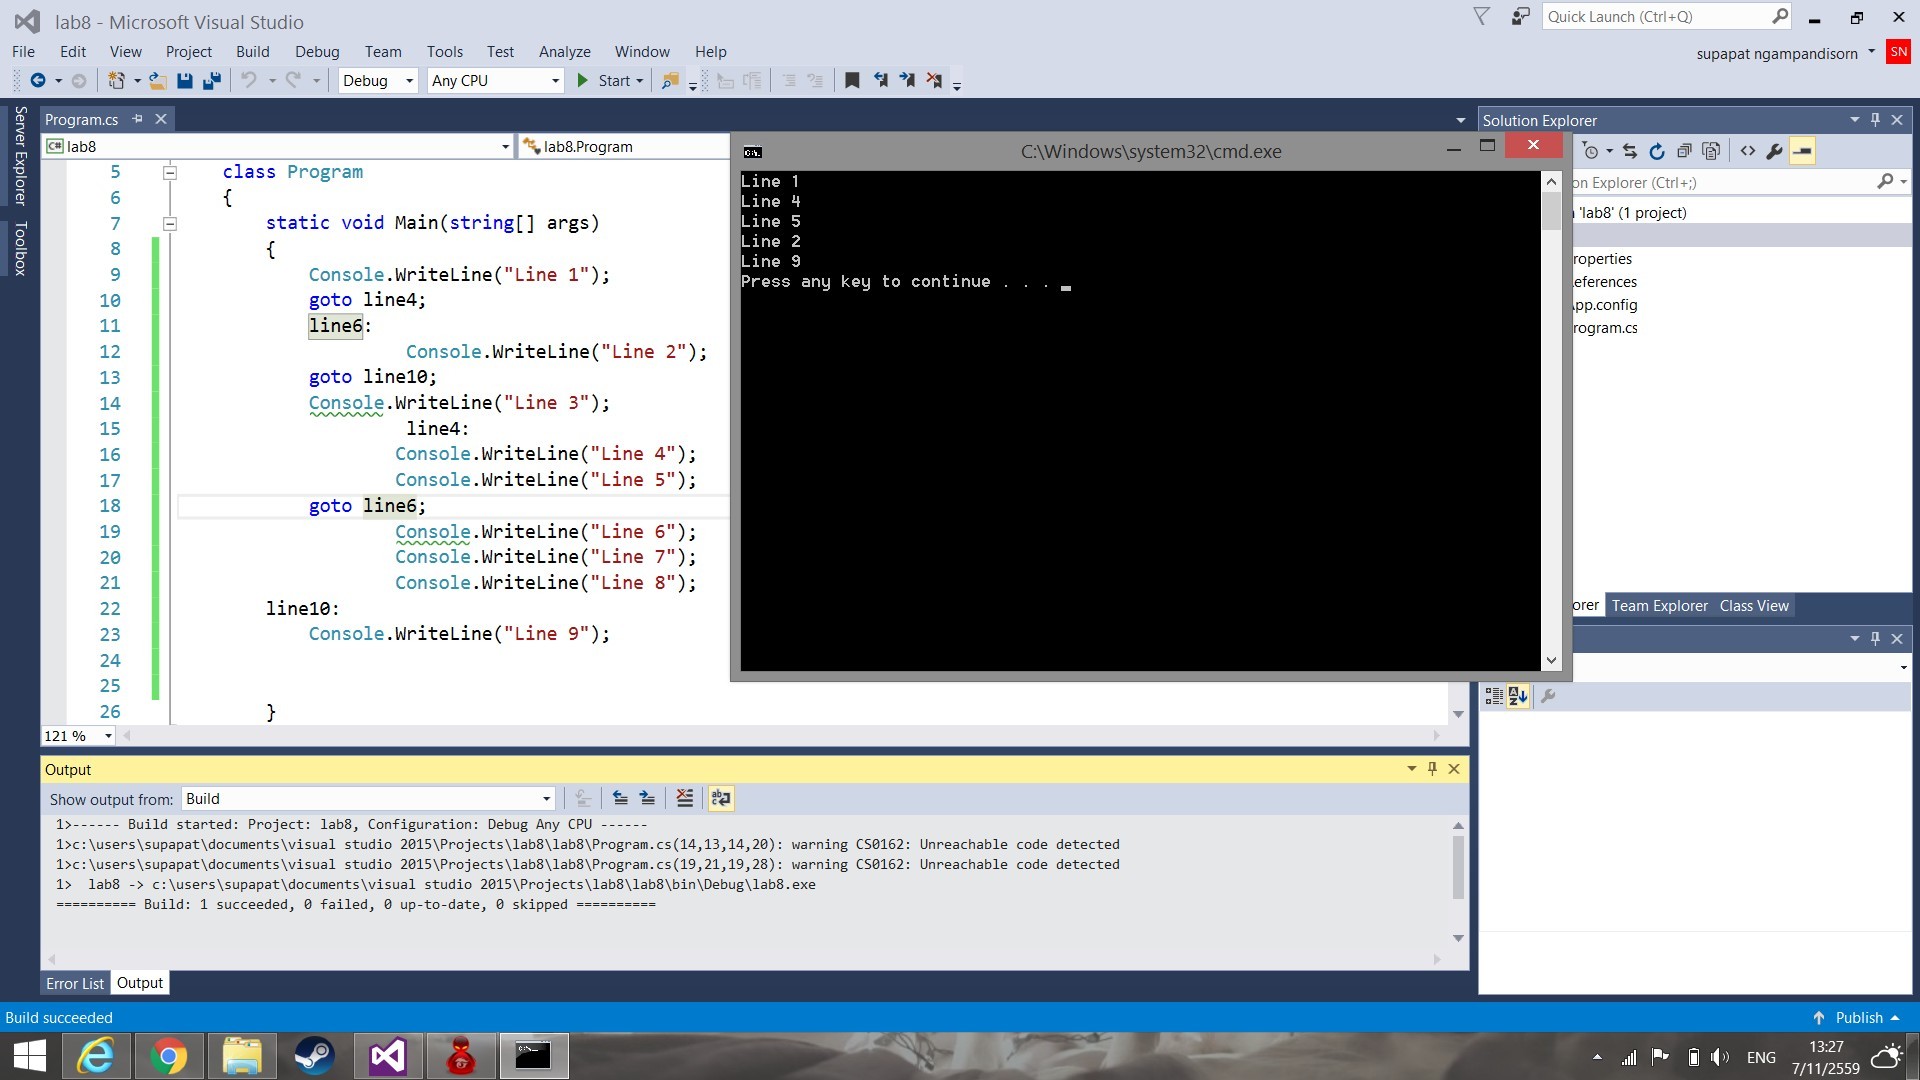 lab8 - Microsoft Visual Studio
Quick Launch (Ctrl+Q)
File Edit View Project Build Debug Team Tools Test Analyze Window Help
supapat ngampandisorn SN
Debug Any CPU Start
Server Explorer
Toolbox
Program.cs
C# lab8
lab8.Program
5 class Program
6 {
7 static void Main(string[] args)
8 {
9 Console.WriteLine("Line 1");
10 goto line4;
11 line6:
12 Console.WriteLine("Line 2");
13 goto line10;
14 Console.WriteLine("Line 3");
15 line4:
16 Console.WriteLine("Line 4");
17 Console.WriteLine("Line 5");
18 goto line6;
19 Console.WriteLine("Line 6");
20 Console.WriteLine("Line 7");
21 Console.WriteLine("Line 8");
22 line10:
23 Console.WriteLine("Line 9");
24
25
26 }
121 %
C:\Windows\system32\cmd.exe
Line 1
Line 4
Line 5
Line 2
Line 9
Press any key to continue . . . _
Solution Explorer
on Explorer (Ctrl+;)
'lab8' (1 project)
roperties
eferences
pp.config
rogram.cs
orer Team Explorer Class View
Output
Show output from: Build
1>------ Build started: Project: lab8, Configuration: Debug Any CPU ------
1>c:\users\supapat\documents\visual studio 2015\Projects\lab8\lab8\Program.cs(14,13,14,20): warning CS0162: Unreachable code detected
1>c:\users\supapat\documents\visual studio 2015\Projects\lab8\lab8\Program.cs(19,21,19,28): warning CS0162: Unreachable code detected
1>  lab8 -> c:\users\supapat\documents\visual studio 2015\Projects\lab8\lab8\bin\Debug\lab8.exe
========== Build: 1 succeeded, 0 failed, 0 up-to-date, 0 skipped ==========
Error List Output
Build succeeded
Publish
ENG
13:27
7/11/2559